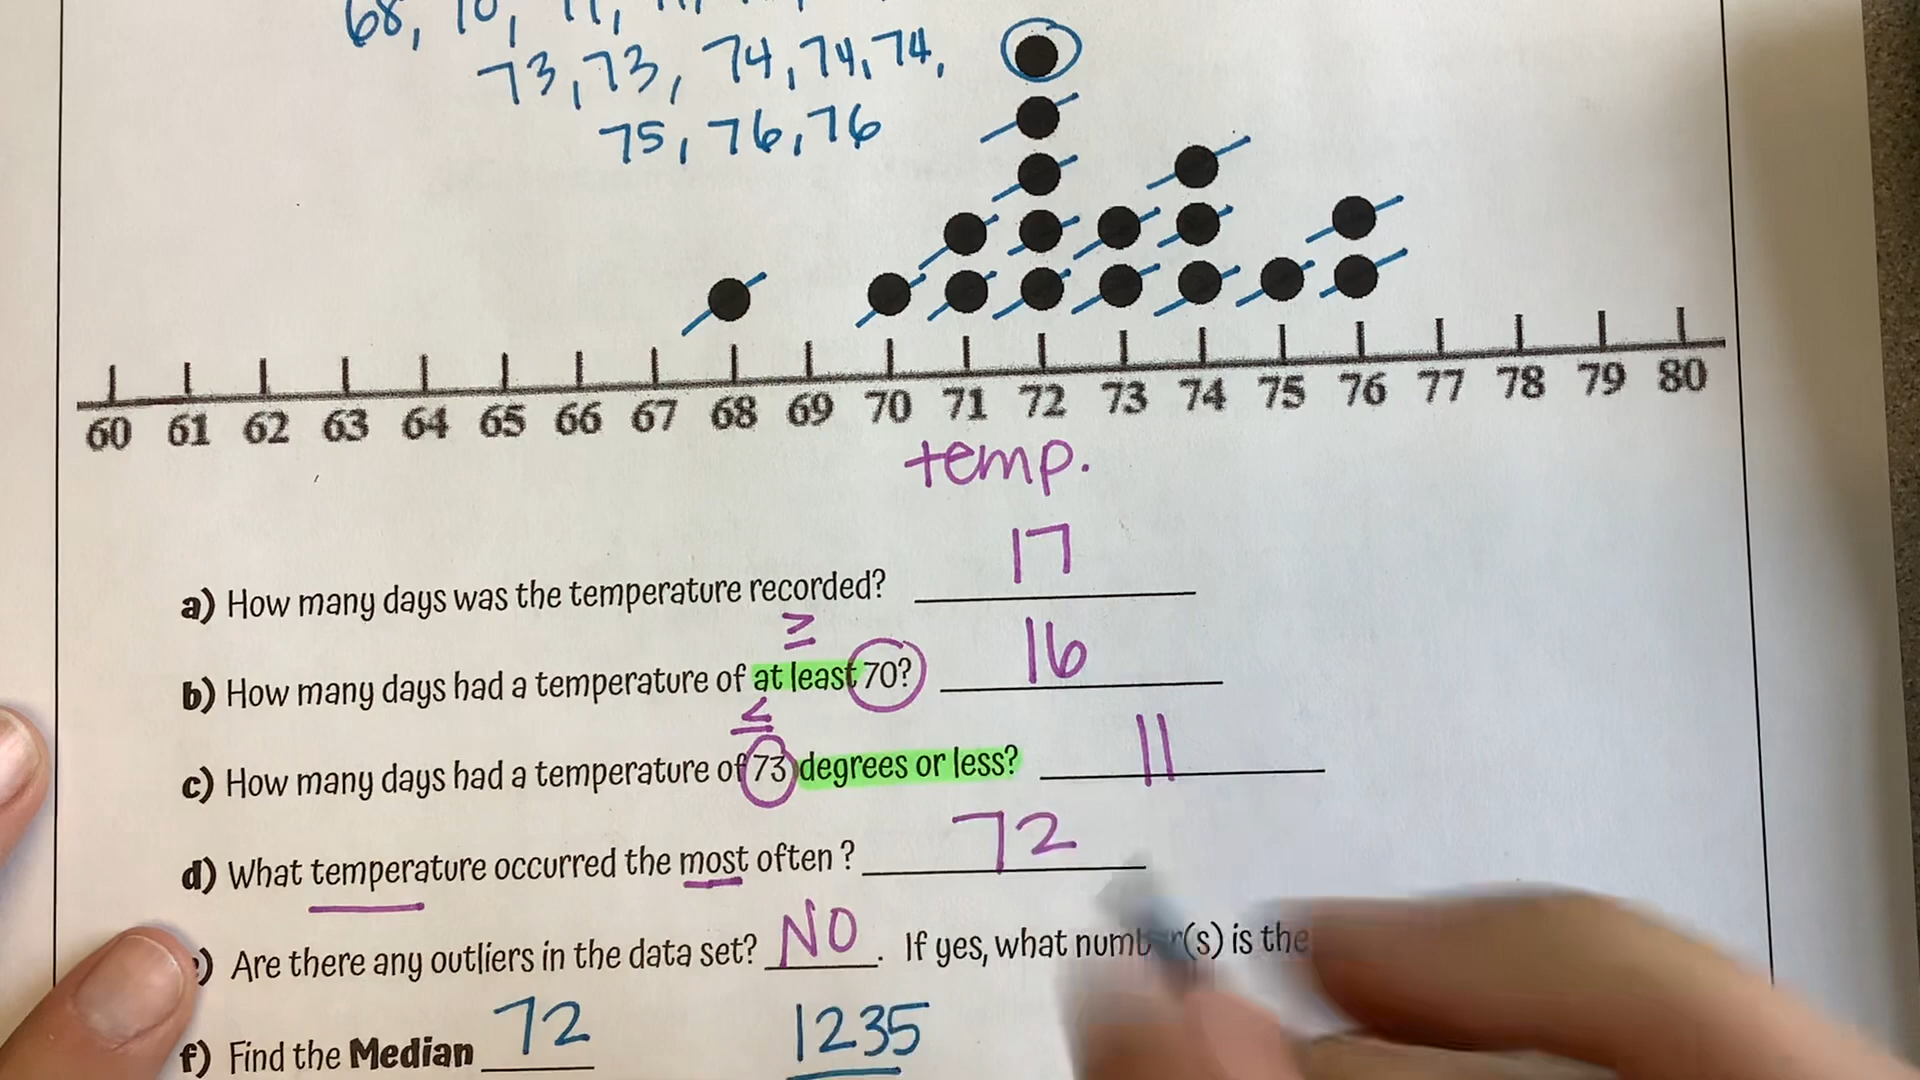 68, 70, 71,
73, 73, 74, 74, 74,
75, 76, 76
60 61 62 63 64 65 66 67 68 69 70 71 72 73 74 75 76 77 78 79 80
temp.
a) How many days was the temperature recorded? 17
≥
b) How many days had a temperature of at least 70? 16
≤
c) How many days had a temperature of 73 degrees or less? 11
d) What temperature occurred the most often ? 72
) Are there any outliers in the data set? NO. If yes, what number(s) is the
f) Find the Median 72 1235